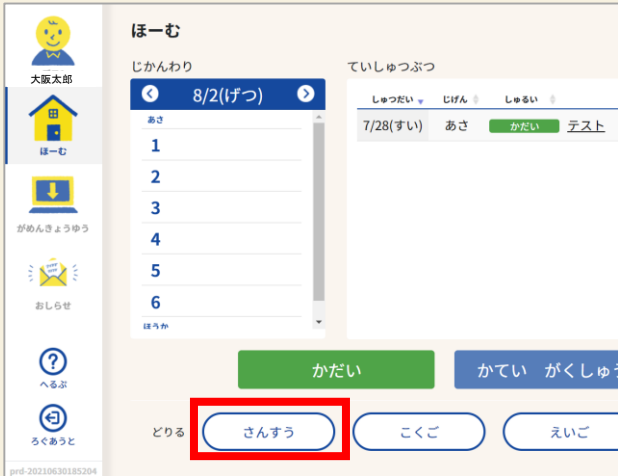 大阪太郎
ほーむ
がめんきょうゆう
おしらせ
へるぷ
ろぐあうと
prd-20210630185204
ほーむ
じかんわり
8/2(げつ)
あさ
1
2
3
4
5
6
ほうか
ていしゅつぶつ
しゅつだい じげん しゅるい
7/28(すい) あさ かだい テスト
かだい かてい がくしゅう
どりる さんすう こくご えいご